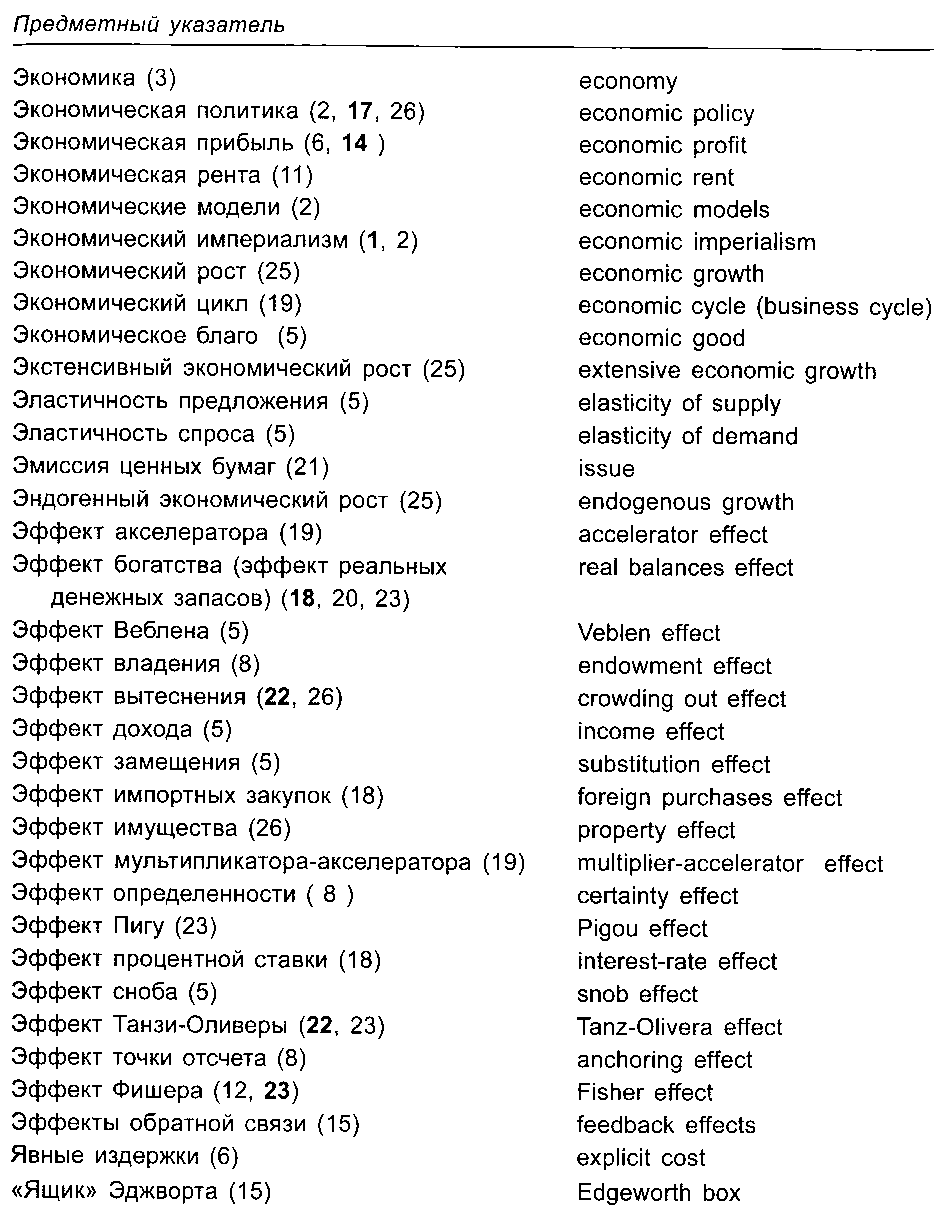 Предметный указатель
Экономика (3) economy
Экономическая политика (2, 17, 26) economic policy
Экономическая прибыль (6, 14 ) economic profit
Экономическая рента (11) economic rent
Экономические модели (2) economic models
Экономический империализм (1, 2) economic imperialism
Экономический рост (25) economic growth
Экономический цикл (19) economic cycle (business cycle)
Экономическое благо (5) economic good
Экстенсивный экономический рост (25) extensive economic growth
Эластичность предложения (5) elasticity of supply
Эластичность спроса (5) elasticity of demand
Эмиссия ценных бумаг (21) issue
Эндогенный экономический рост (25) endogenous growth
Эффект акселератора (19) accelerator effect
Эффект богатства (эффект реальных real balances effect
денежных запасов) (18, 20, 23)
Эффект Веблена (5) Veblen effect
Эффект владения (8) endowment effect
Эффект вытеснения (22, 26) crowding out effect
Эффект дохода (5) income effect
Эффект замещения (5) substitution effect
Эффект импортных закупок (18) foreign purchases effect
Эффект имущества (26) property effect
Эффект мультипликатора-акселератора (19) multiplier-accelerator effect
Эффект определенности ( 8 ) certainty effect
Эффект Пигу (23) Pigou effect
Эффект процентной ставки (18) interest-rate effect
Эффект сноба (5) snob effect
Эффект Танзи-Оливеры (22, 23) Tanz-Olivera effect
Эффект точки отсчета (8) anchoring effect
Эффект Фишера (12, 23) Fisher effect
Эффекты обратной связи (15) feedback effects
Явные издержки (6) explicit cost
«Ящик» Эджворта (15) Edgeworth box